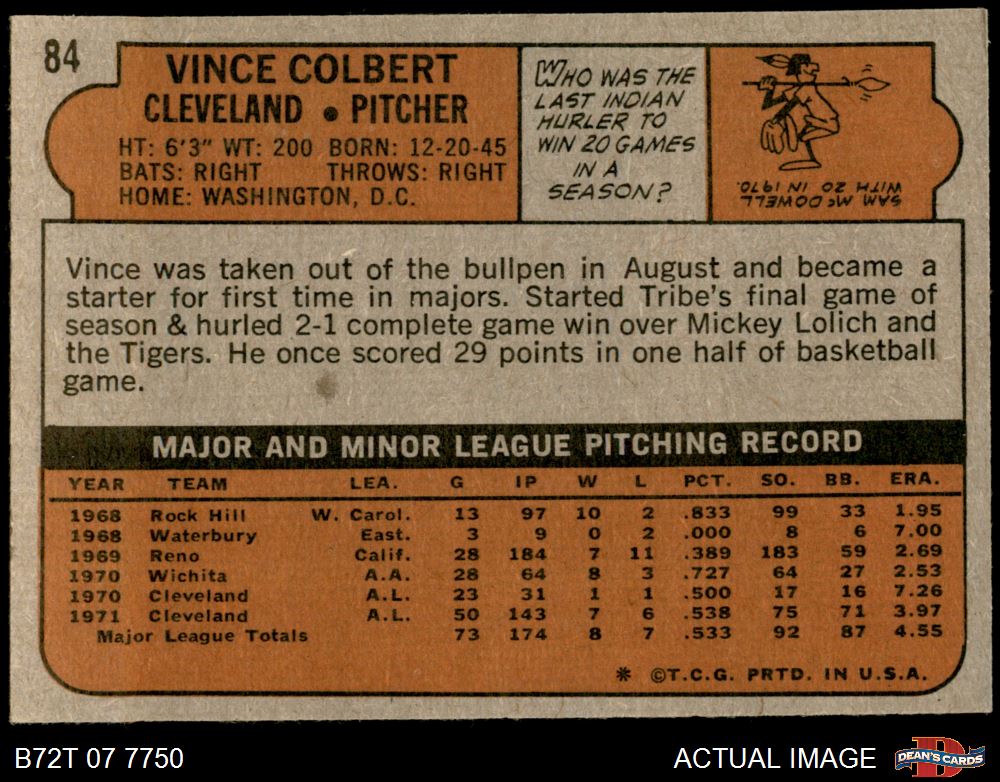 84
VINCE COLBERT
CLEVELAND • PITCHER
HT: 6'3" WT: 200 BORN: 12-20-45
BATS: RIGHT THROWS: RIGHT
HOME: WASHINGTON, D.C.
WHO WAS THE
LAST INDIAN
HURLER TO
WIN 20 GAMES
IN A
SEASON?
SAM McDOWELL
WITH 20 IN 1970.
Vince was taken out of the bullpen in August and became a
starter for first time in majors. Started Tribe's final game of
season & hurled 2-1 complete game win over Mickey Lolich and
the Tigers. He once scored 29 points in one half of basketball
game.
MAJOR AND MINOR LEAGUE PITCHING RECORD
YEAR TEAM LEA. G IP W L PCT. SO. BB. ERA.
1968 Rock Hill W. Carol. 13 97 10 2 .833 99 33 1.95
1968 Waterbury East. 3 9 0 2 .000 8 6 7.00
1969 Reno Calif. 28 184 7 11 .389 183 59 2.69
1970 Wichita A.A. 28 64 8 3 .727 64 27 2.53
1970 Cleveland A.L. 23 31 1 1 .500 17 16 7.26
1971 Cleveland A.L. 50 143 7 6 .538 75 71 3.97
Major League Totals 73 174 8 7 .533 92 87 4.55
* ©T.C.G. PRTD. IN U.S.A.
B72T 07 7750
ACTUAL IMAGE
D
DEAN'S CARDS